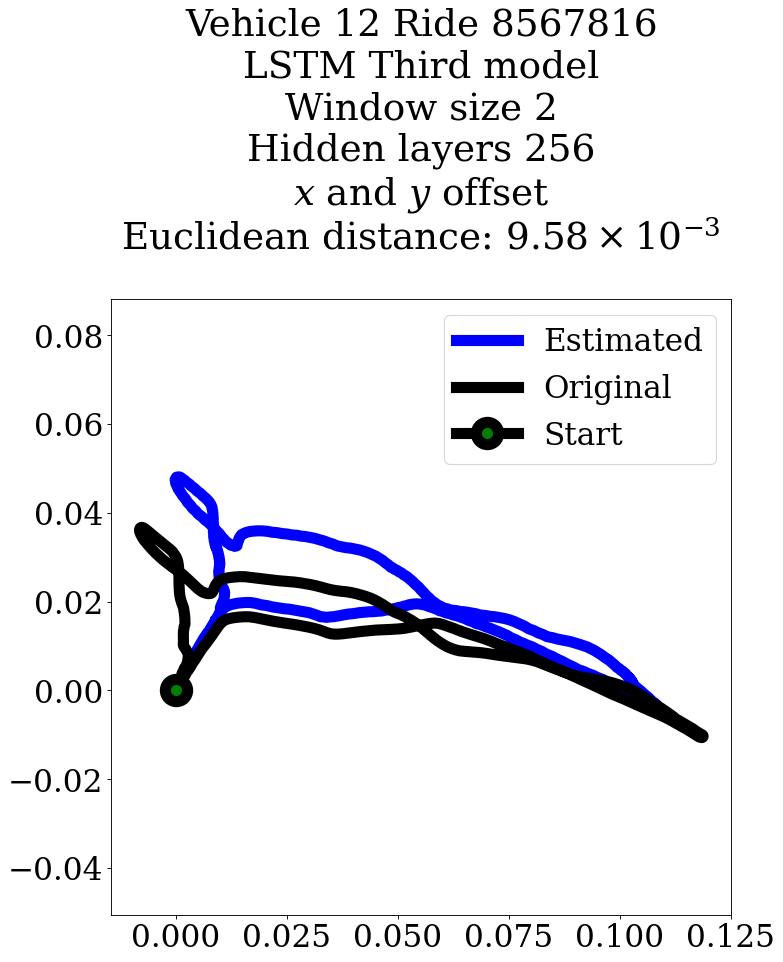 Vehicle 12 Ride 8567816
LSTM Third model
Window size 2
Hidden layers 256
x and y offset
Euclidean distance: 9.58 × 10⁻³
0.08
0.06
0.04
0.02
0.00
−0.02
−0.04
Estimated
Original
Start
0.000 0.025 0.050 0.075 0.100 0.125